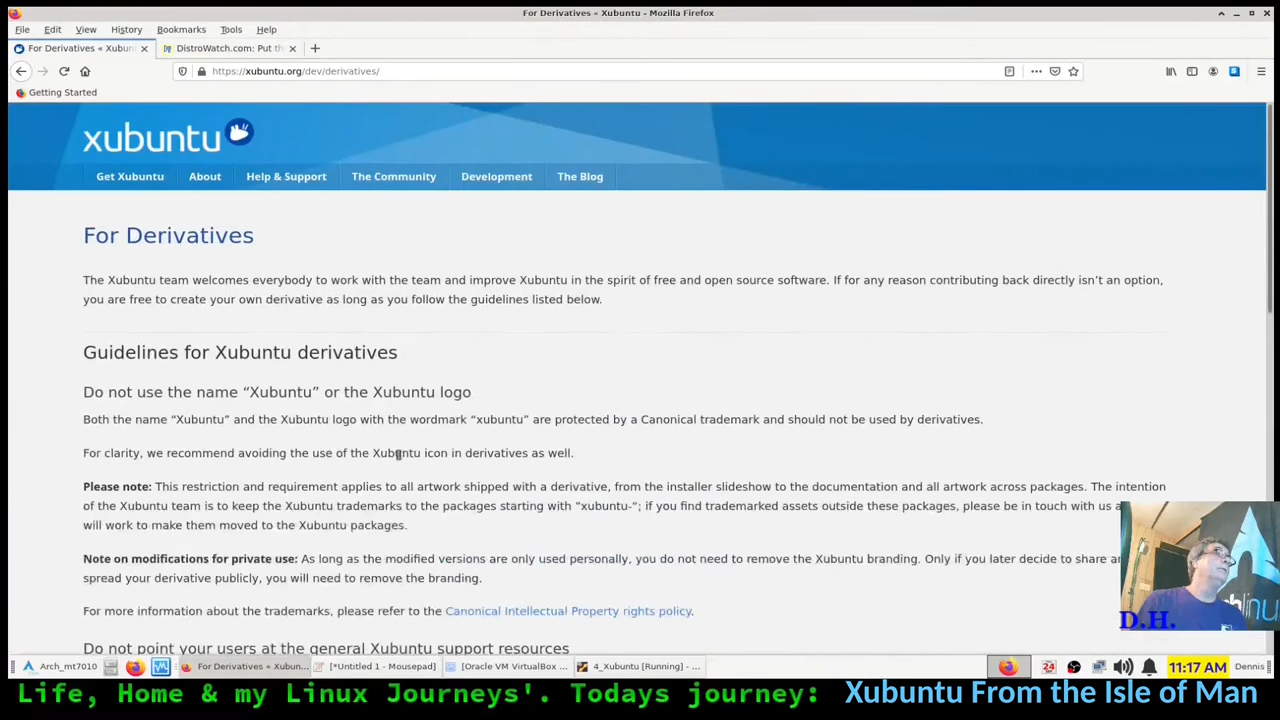 For Derivatives « Xubuntu - Mozilla Firefox
File Edit View History Bookmarks Tools Help
For Derivatives « Xubun DistroWatch.com: Put th
https://xubuntu.org/dev/derivatives/
Getting Started
xubuntu
Get Xubuntu About Help & Support The Community Development The Blog
For Derivatives
The Xubuntu team welcomes everybody to work with the team and improve Xubuntu in the spirit of free and open source software. If for any reason contributing back directly isn’t an option,
you are free to create your own derivative as long as you follow the guidelines listed below.
Guidelines for Xubuntu derivatives
Do not use the name “Xubuntu” or the Xubuntu logo
Both the name “Xubuntu” and the Xubuntu logo with the wordmark “xubuntu” are protected by a Canonical trademark and should not be used by derivatives.
For clarity, we recommend avoiding the use of the Xubuntu icon in derivatives as well.
Please note: This restriction and requirement applies to all artwork shipped with a derivative, from the installer slideshow to the documentation and all artwork across packages. The intention
of the Xubuntu team is to keep the Xubuntu trademarks to the packages starting with “xubuntu-”; if you find trademarked assets outside these packages, please be in touch with us a
will work to make them moved to the Xubuntu packages.
Note on modifications for private use: As long as the modified versions are only used personally, you do not need to remove the Xubuntu branding. Only if you later decide to share an
spread your derivative publicly, you will need to remove the branding.
For more information about the trademarks, please refer to the Canonical Intellectual Property rights policy.
Do not point your users at the general Xubuntu support resources
chlinu
D.H.
Arch_mt7010 For Derivatives « Xubun... [*Untitled 1 - Mousepad] [Oracle VM VirtualBox ... 4_Xubuntu [Running] - ... 24 11:17 AM Dennis
Life, Home & my Linux Journeys'. Todays journey: Xubuntu From the Isle of Man